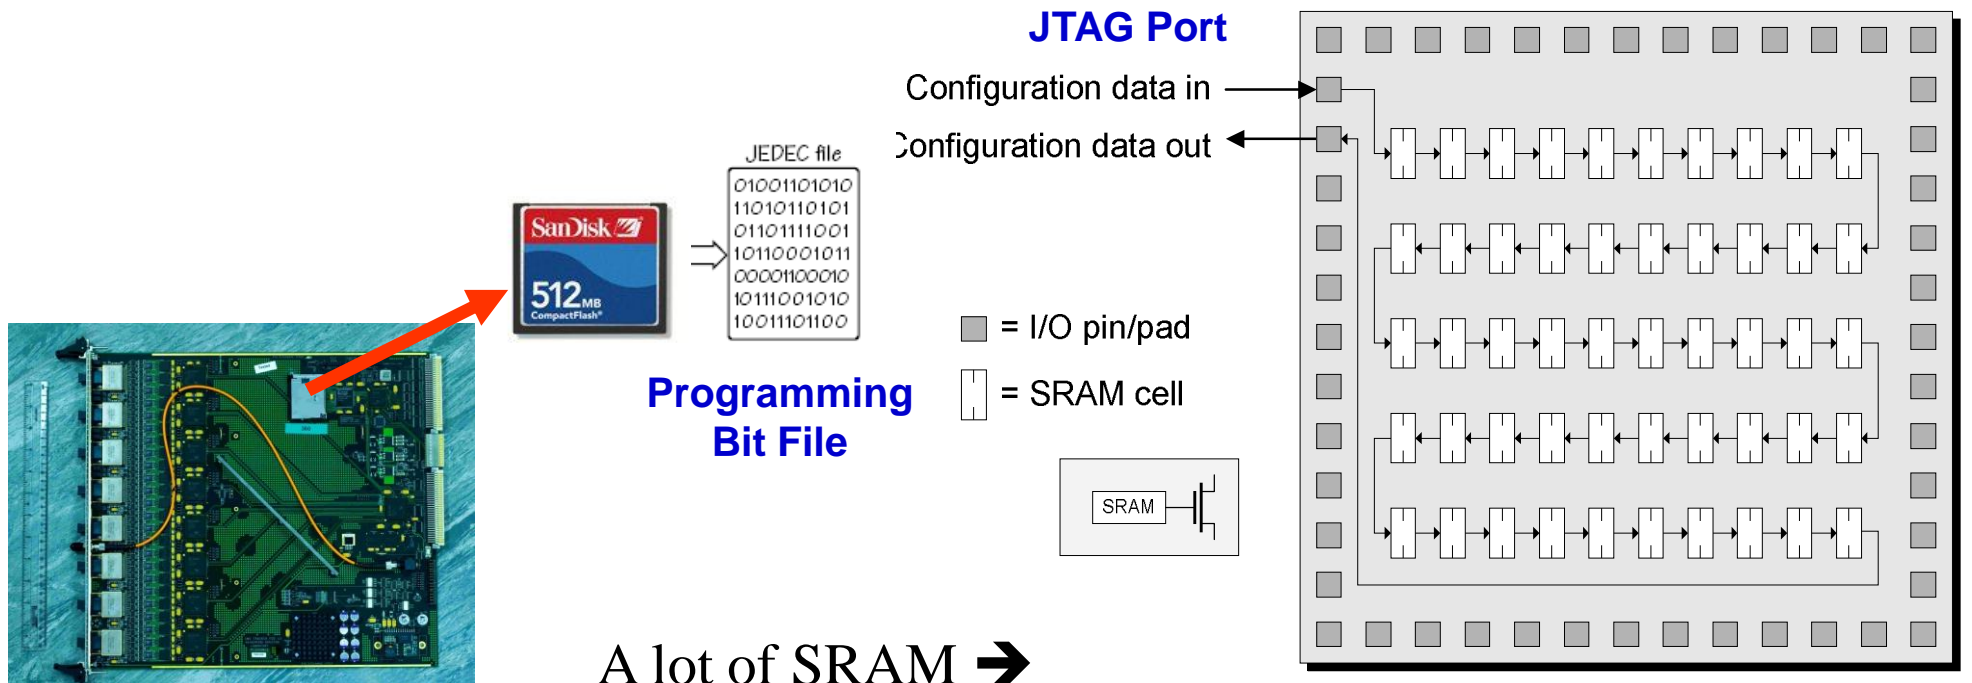 JTAG Port
Configuration data in
Configuration data out
JEDEC file
01001101010
11010110101
01101111001
10110001011
00001100010
10111001010
10011101100
SanDisk
512MB
CompactFlash®
= I/O pin/pad
= SRAM cell
Programming
Bit File
SRAM
A lot of SRAM ➔